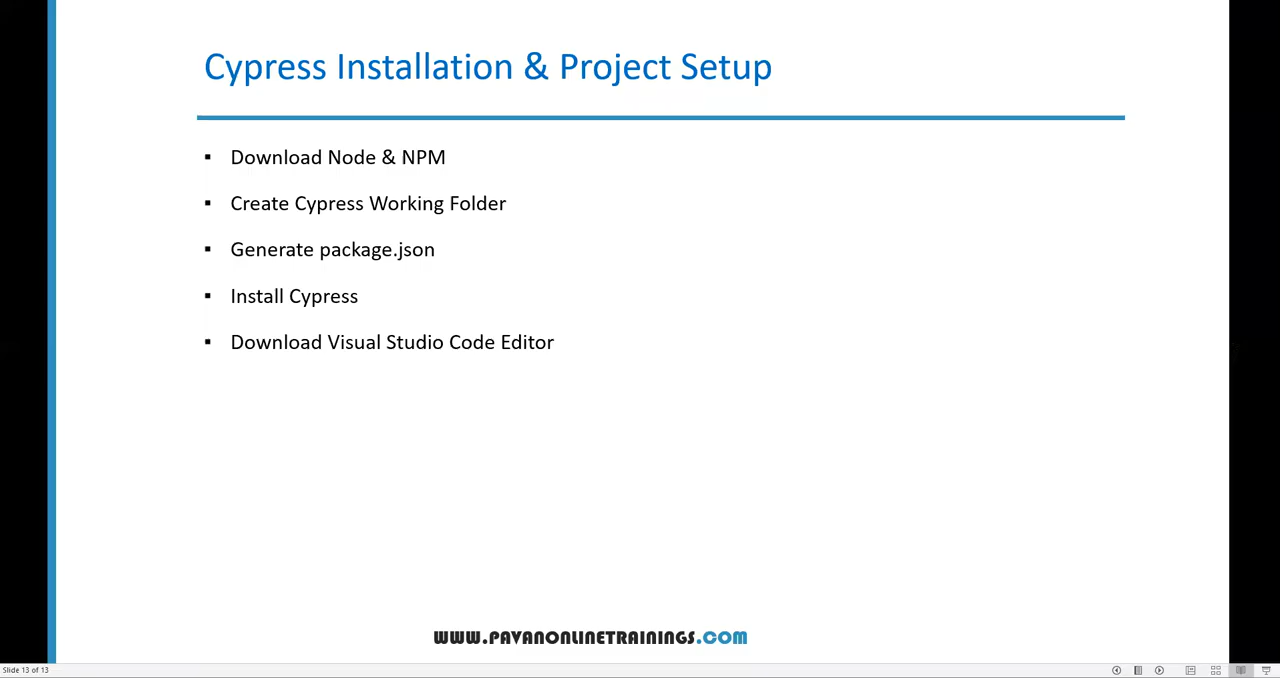 Cypress Installation & Project Setup
▪ Download Node & NPM
▪ Create Cypress Working Folder
▪ Generate package.json
▪ Install Cypress
▪ Download Visual Studio Code Editor
WWW.PAVANONLINETRAININGS.COM
Slide 13 of 13